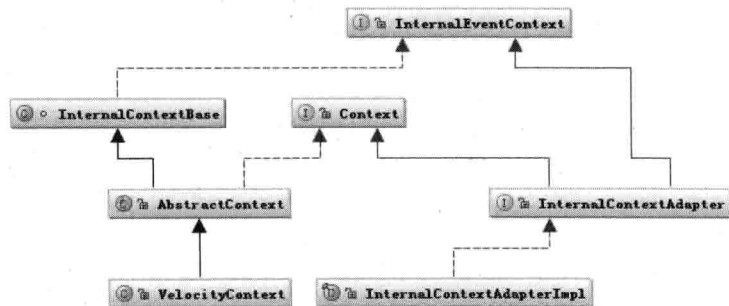 InternalEventContext
InternalContextBase
Context
AbstractContext
InternalContextAdapter
VelocityContext
InternalContextAdapterImpl